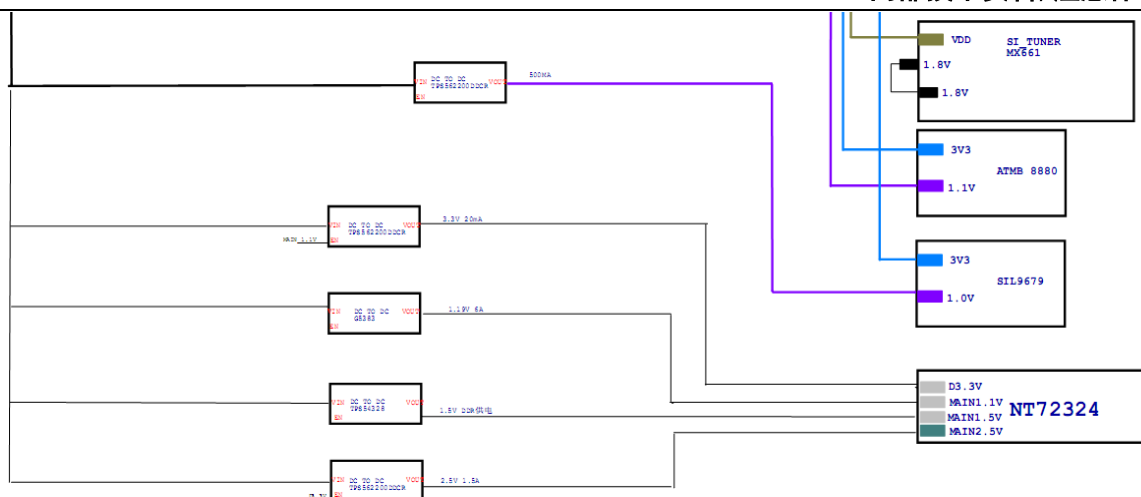 VDD
SI_TUNER
MX661
1.8V
1.8V
DC TO DC
TPS562200DDCR
VIN
VOUT
EN
500MA
3V3
ATMB 8880
1.1V
DC TO DC
TPS562200DDCR
VIN
VOUT
EN
MAIN_1.1V
3.3V 20mA
3V3
SIL9679
1.0V
DC TO DC
G5383
VIN
VOUT
EN
1.19V 6A
DC TO DC
TPS54328
VIN
VOUT
EN
1.5V DDR供电
D3.3V
MAIN1.1V
MAIN1.5V
MAIN2.5V
NT72324
DC TO DC
TPS562200DDCR
VIN
VOUT
EN
2.5V 1.5A